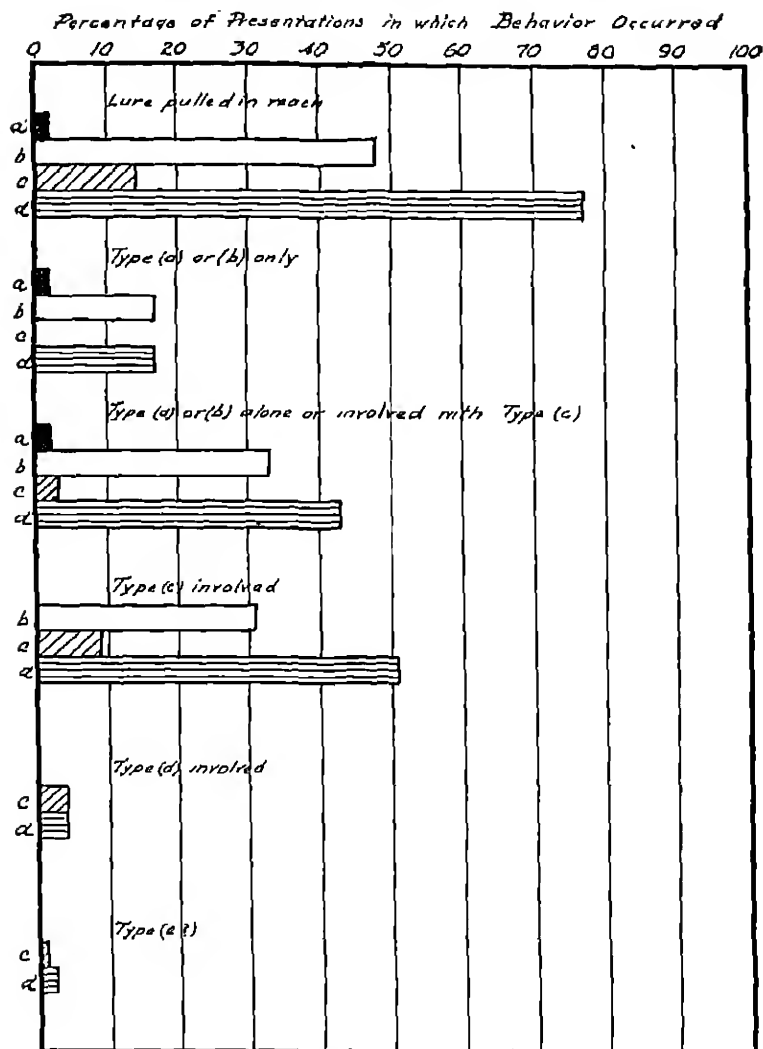 Percentage of Presentations in which Behavior Occurred
0 10 20 30 40 50 60 70 80 90 100
Lure pulled in reach
a
b
c
d
Type (a) or (b) only
a
b
c
d
Type (a) or (b) alone or involved with Type (c)
a
b
c
d
Type (c) involved
b
c
d
Type (d) involved
c
d
Type (e?)
c
d